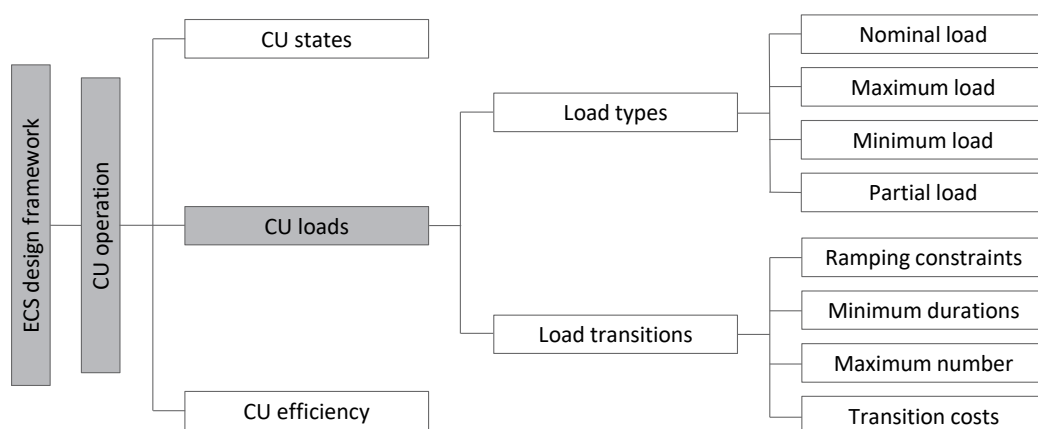 ECS design framework
CU operation
CU states
CU loads
CU efficiency
Load types
Load transitions
Nominal load
Maximum load
Minimum load
Partial load
Ramping constraints
Minimum durations
Maximum number
Transition costs